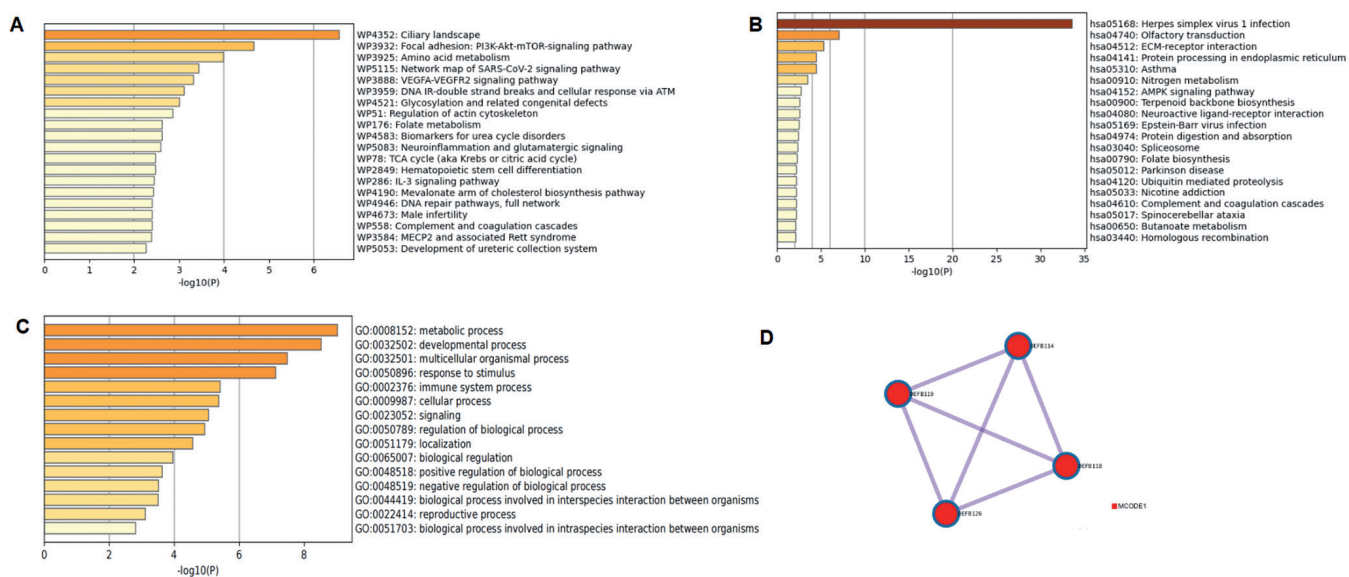 A
WP4352: Ciliary landscape
WP3932: Focal adhesion: PI3K-Akt-mTOR-signaling pathway
WP3925: Amino acid metabolism
WP5115: Network map of SARS-CoV-2 signaling pathway
WP3888: VEGFA-VEGFR2 signaling pathway
WP3959: DNA IR-double strand breaks and cellular response via ATM
WP4521: Glycosylation and related congenital defects
WP51: Regulation of actin cytoskeleton
WP176: Folate metabolism
WP4583: Biomarkers for urea cycle disorders
WP5083: Neuroinflammation and glutamatergic signaling
WP78: TCA cycle (aka Krebs or citric acid cycle)
WP2849: Hematopoietic stem cell differentiation
WP286: IL-3 signaling pathway
WP4190: Mevalonate arm of cholesterol biosynthesis pathway
WP4946: DNA repair pathways, full network
WP4673: Male infertility
WP558: Complement and coagulation cascades
WP3584: MECP2 and associated Rett syndrome
WP5053: Development of ureteric collection system
0 1 2 3 4 5 6
-log10(P)
B
hsa05168: Herpes simplex virus 1 infection
hsa04740: Olfactory transduction
hsa04512: ECM-receptor interaction
hsa04141: Protein processing in endoplasmic reticulum
hsa05310: Asthma
hsa00910: Nitrogen metabolism
hsa04152: AMPK signaling pathway
hsa00900: Terpenoid backbone biosynthesis
hsa04080: Neuroactive ligand-receptor interaction
hsa05169: Epstein-Barr virus infection
hsa04974: Protein digestion and absorption
hsa03040: Spliceosome
hsa00790: Folate biosynthesis
hsa05012: Parkinson disease
hsa04120: Ubiquitin mediated proteolysis
hsa05033: Nicotine addiction
hsa04610: Complement and coagulation cascades
hsa05017: Spinocerebellar ataxia
hsa00650: Butanoate metabolism
hsa03440: Homologous recombination
0 5 10 15 20 25 30 35
-log10(P)
C
GO:0008152: metabolic process
GO:0032502: developmental process
GO:0032501: multicellular organismal process
GO:0050896: response to stimulus
GO:0002376: immune system process
GO:0009987: cellular process
GO:0023052: signaling
GO:0050789: regulation of biological process
GO:0051179: localization
GO:0065007: biological regulation
GO:0048518: positive regulation of biological process
GO:0048519: negative regulation of biological process
GO:0044419: biological process involved in interspecies interaction between organisms
GO:0022414: reproductive process
GO:0051703: biological process involved in intraspecies interaction between organisms
0 2 4 6 8
-log10(P)
D
DEFB114
DEFB119
DEFB118
DEFB126
MCODE1